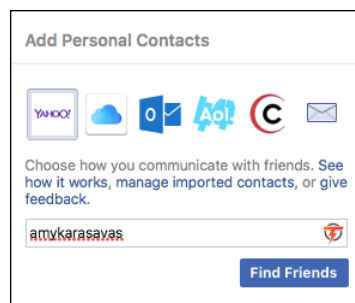 Add Personal Contacts
YAHOO!
Aol.
Choose how you communicate with friends. See
how it works, manage imported contacts, or give
feedback.
amykarasavas
Find Friends